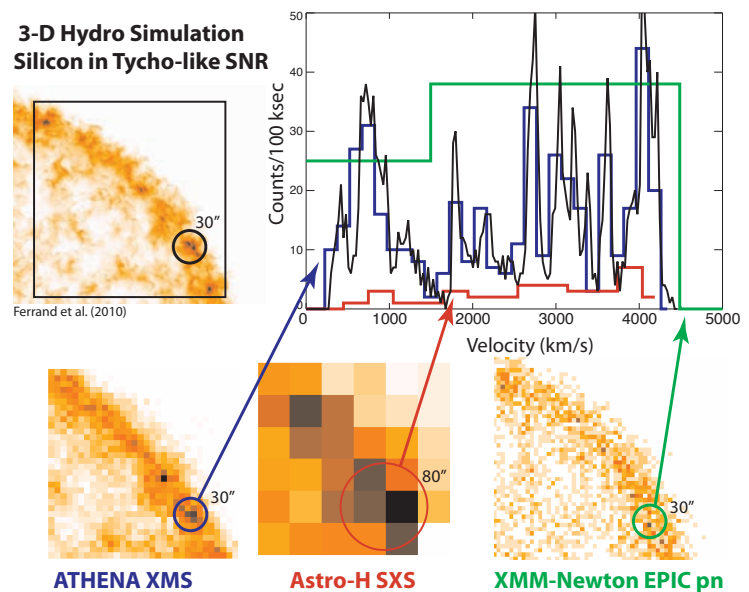 3-D Hydro Simulation
Silicon in Tycho-like SNR
30″
Ferrand et al. (2010)
Counts/100 ksec
50
40
30
20
10
0
0
1000
2000
3000
4000
5000
Velocity (km/s)
30″
80″
30″
ATHENA XMS
Astro-H SXS
XMM-Newton EPIC pn